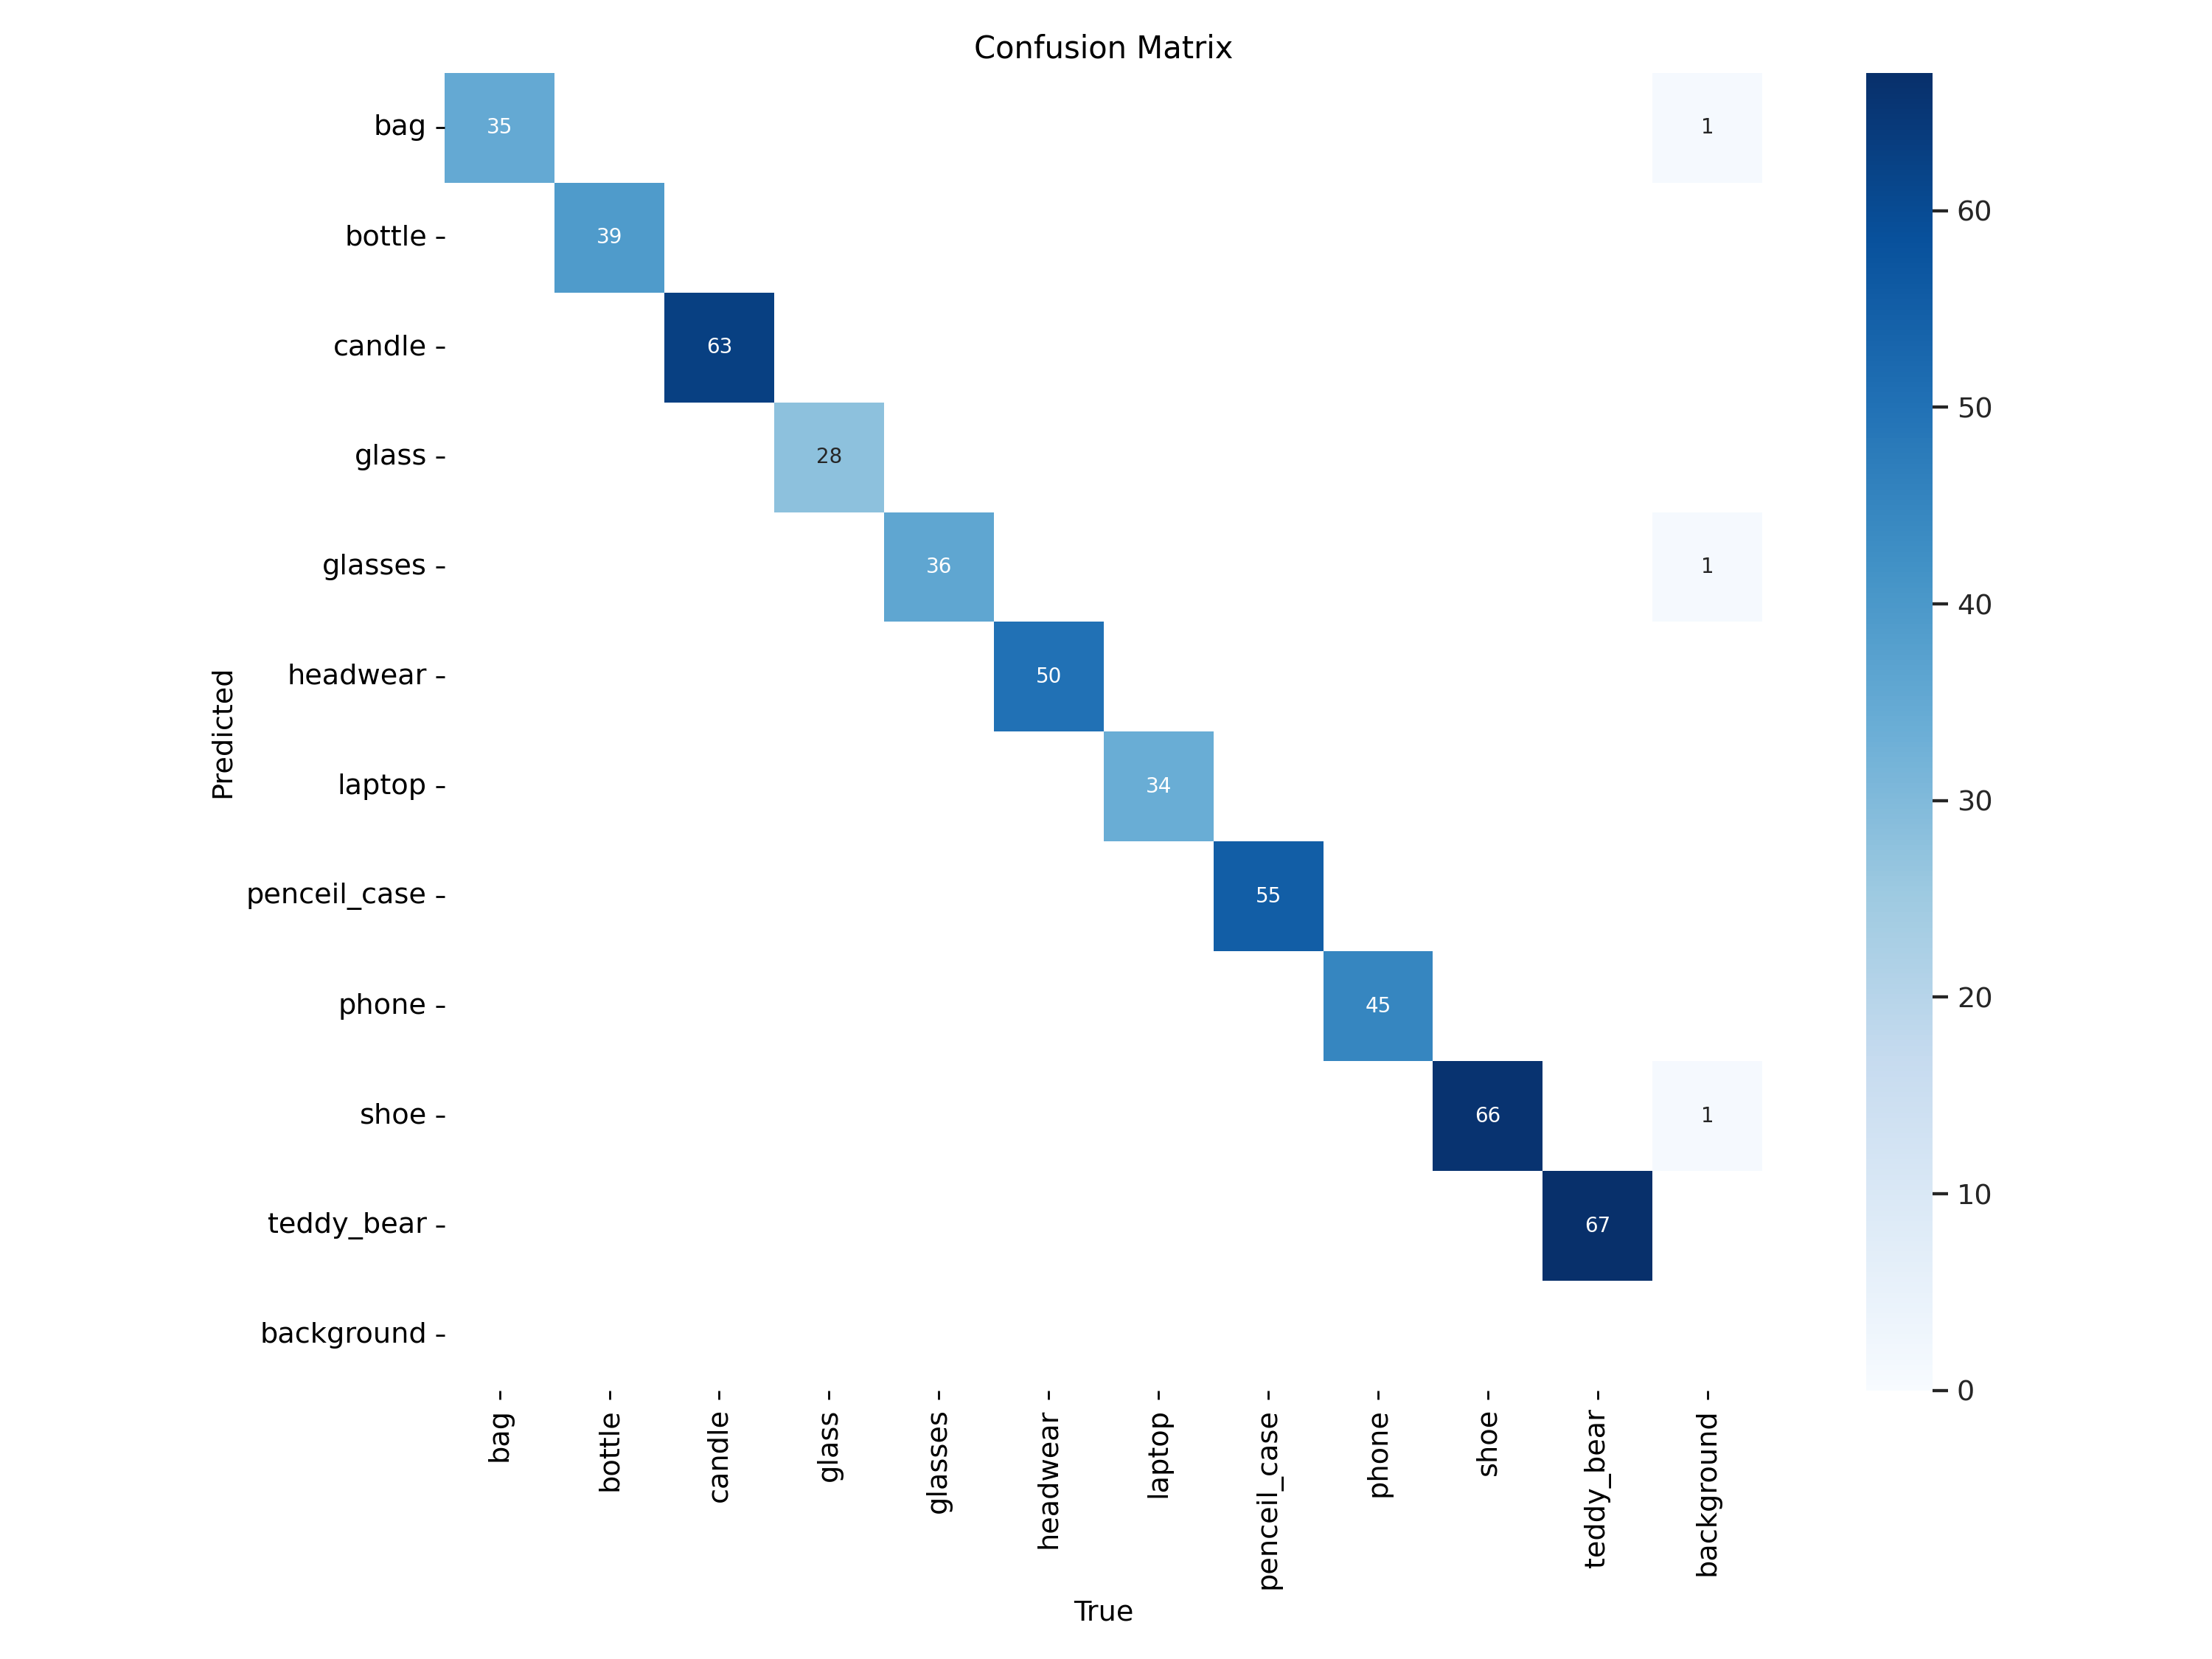 Confusion Matrix
bag
35
1
bottle
39
candle
63
glass
28
glasses
36
1
headwear
50
laptop
34
penceil_case
55
phone
45
shoe
66
1
teddy_bear
67
background
Predicted
bag
bottle
candle
glass
glasses
headwear
laptop
penceil_case
phone
shoe
teddy_bear
background
True
60
50
40
30
20
10
0